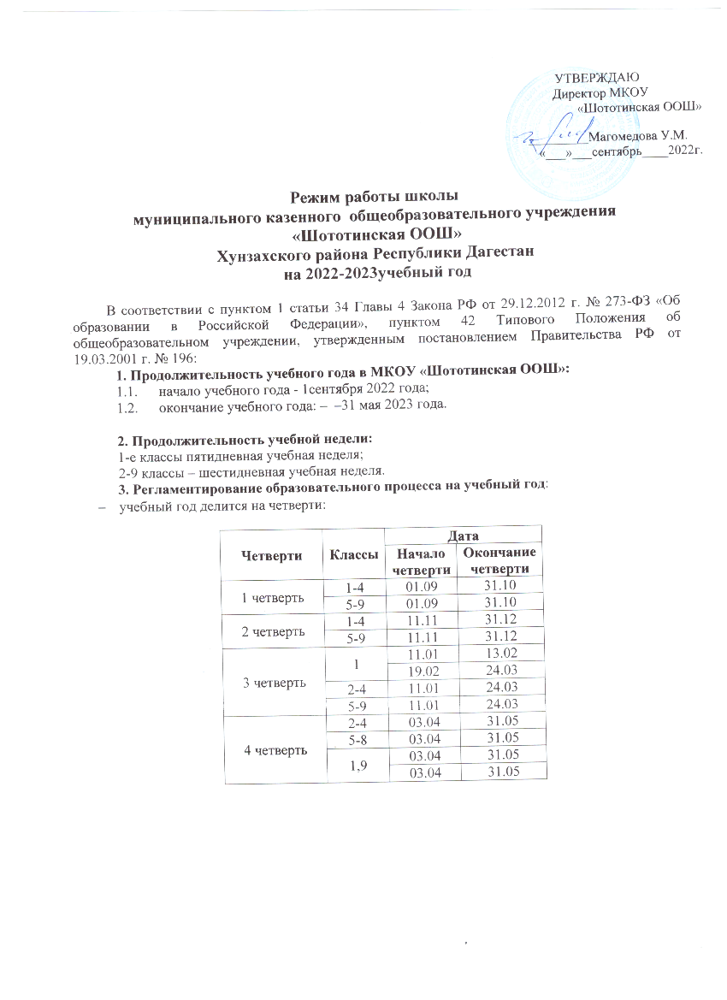 УТВЕРЖДАЮ
Директор МКОУ
«Шототинская ООШ»
_________Магомедова У.М.
«___»___сентябрь____2022г.
Режим работы школы
муниципального казенного общеобразовательного учреждения
«Шототинская ООШ»
Хунзахского района Республики Дагестан
на 2022-2023учебный год
В соответствии с пунктом 1 статьи 34 Главы 4 Закона РФ от 29.12.2012 г. № 273-ФЗ «Об
образовании в Российской Федерации», пунктом 42 Типового Положения об
общеобразовательном учреждении, утвержденным постановлением Правительства РФ от
19.03.2001 г. № 196:
1. Продолжительность учебного года в МКОУ «Шототинская ООШ»:
1.1. начало учебного года - 1сентября 2022 года;
1.2. окончание учебного года: – –31 мая 2023 года.
2. Продолжительность учебной недели:
1-е классы пятидневная учебная неделя;
2-9 классы – шестидневная учебная неделя.
3. Регламентирование образовательного процесса на учебный год:
– учебный год делится на четверти:
Четверти Классы Дата
Начало четверти Окончание четверти
1 четверть 1-4 01.09 31.10
5-9 01.09 31.10
2 четверть 1-4 11.11 31.12
5-9 11.11 31.12
3 четверть 1 11.01 13.02
19.02 24.03
2-4 11.01 24.03
5-9 11.01 24.03
4 четверть 2-4 03.04 31.05
5-8 03.04 31.05
1,9 03.04 31.05
03.04 31.05